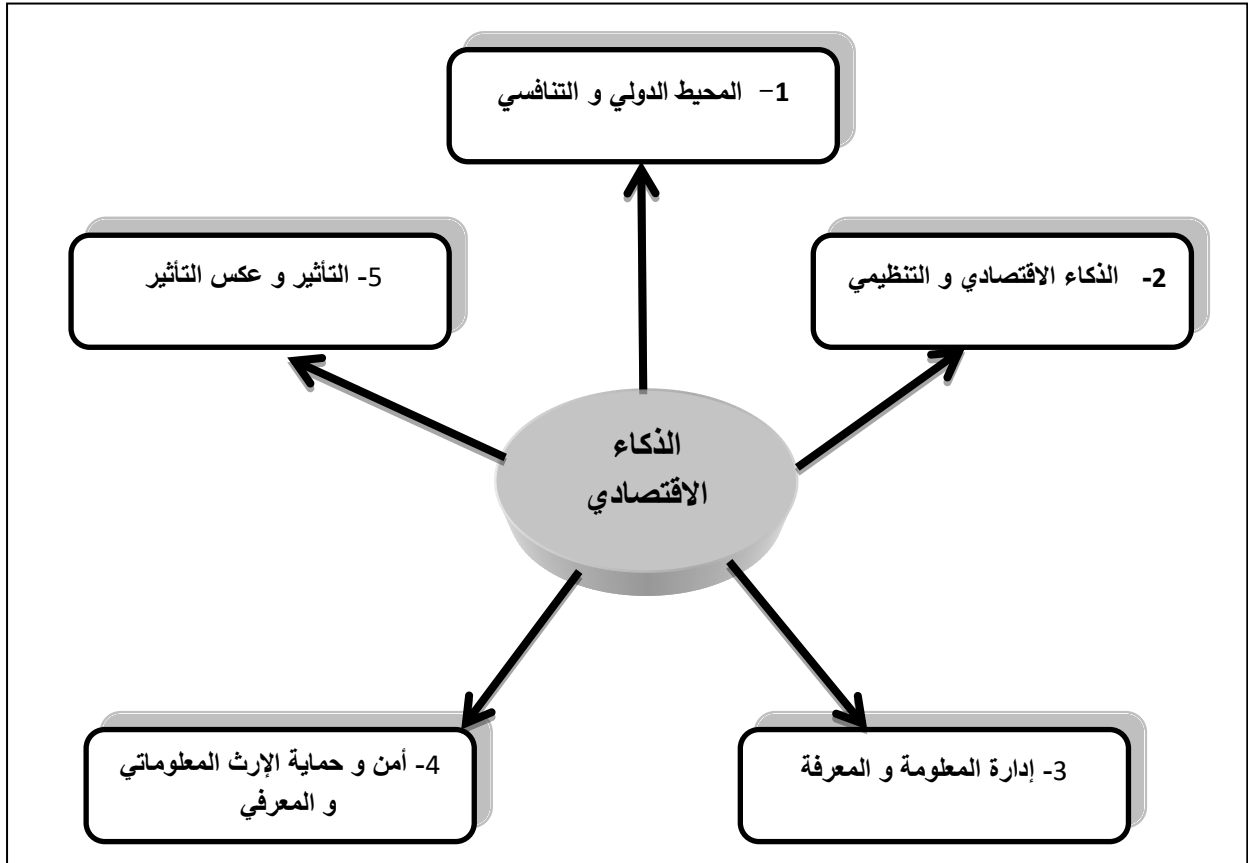 1- المحيط الدولي و التنافسي
2- الذكاء الاقتصادي و التنظيمي
5- التأثير و عكس التأثير
الذكاء
الاقتصادي
3- إدارة المعلومة و المعرفة
4- أمن و حماية الإرث المعلوماتي
و المعرفي